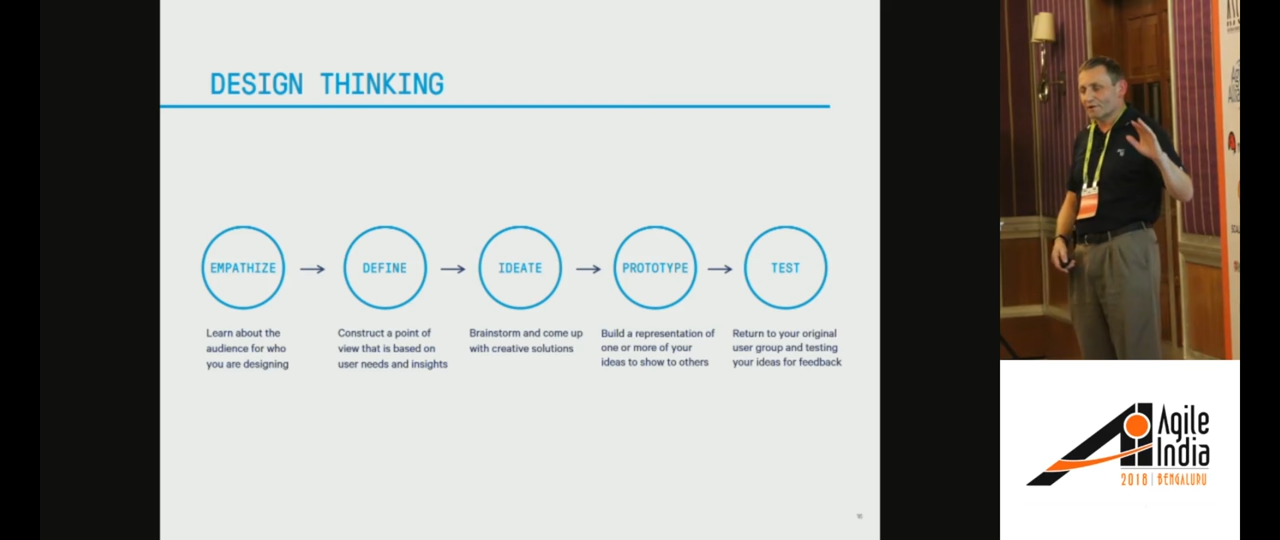 DESIGN THINKING
EMPATHIZE
DEFINE
IDEATE
PROTOTYPE
TEST
Learn about the
audience for who
you are designing
Construct a point of
view that is based on
user needs and insights
Brainstorm and come up
with creative solutions
Build a representation of
one or more of your
ideas to show to others
Return to your original
user group and testing
your ideas for feedback
Agile
India
2018 | BENGALURU